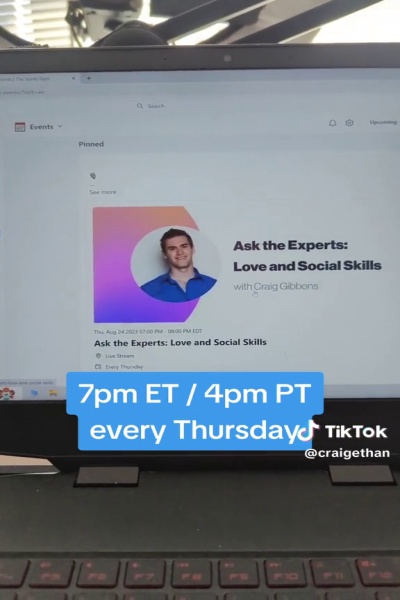 Search
Events
Upcoming
Pinned
See more
Ask the Experts:
Love and Social Skills
with Craig Gibbons
Thu, Aug 24 2023 07:00 PM - 08:00 PM EDT
Ask the Experts: Love and Social Skills
Live Stream
Every Thursday
7pm ET / 4pm PT
every Thursday
TikTok
@craigethan